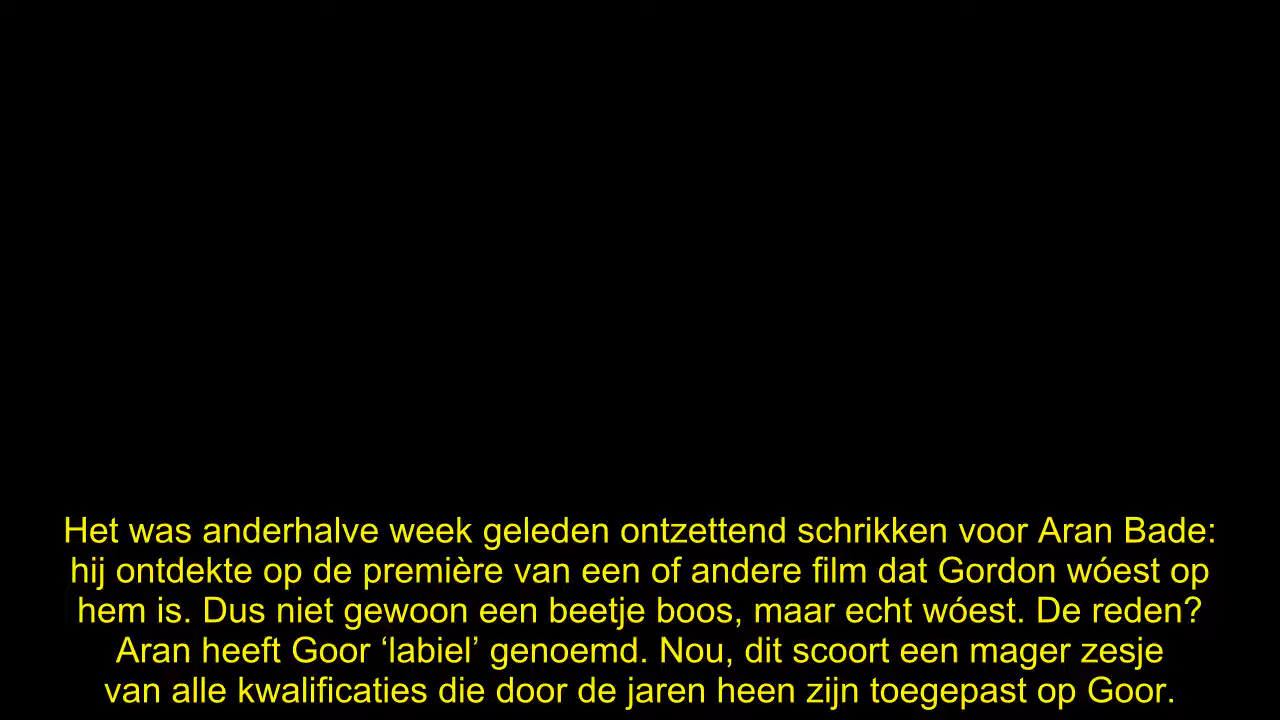 Het was anderhalve week geleden ontzettend schrikken voor Aran Bade:
hij ontdekte op de première van een of andere film dat Gordon wóest op
hem is. Dus niet gewoon een beetje boos, maar echt wóest. De reden?
Aran heeft Goor ‘labiel’ genoemd. Nou, dit scoort een mager zesje
van alle kwalificaties die door de jaren heen zijn toegepast op Goor.